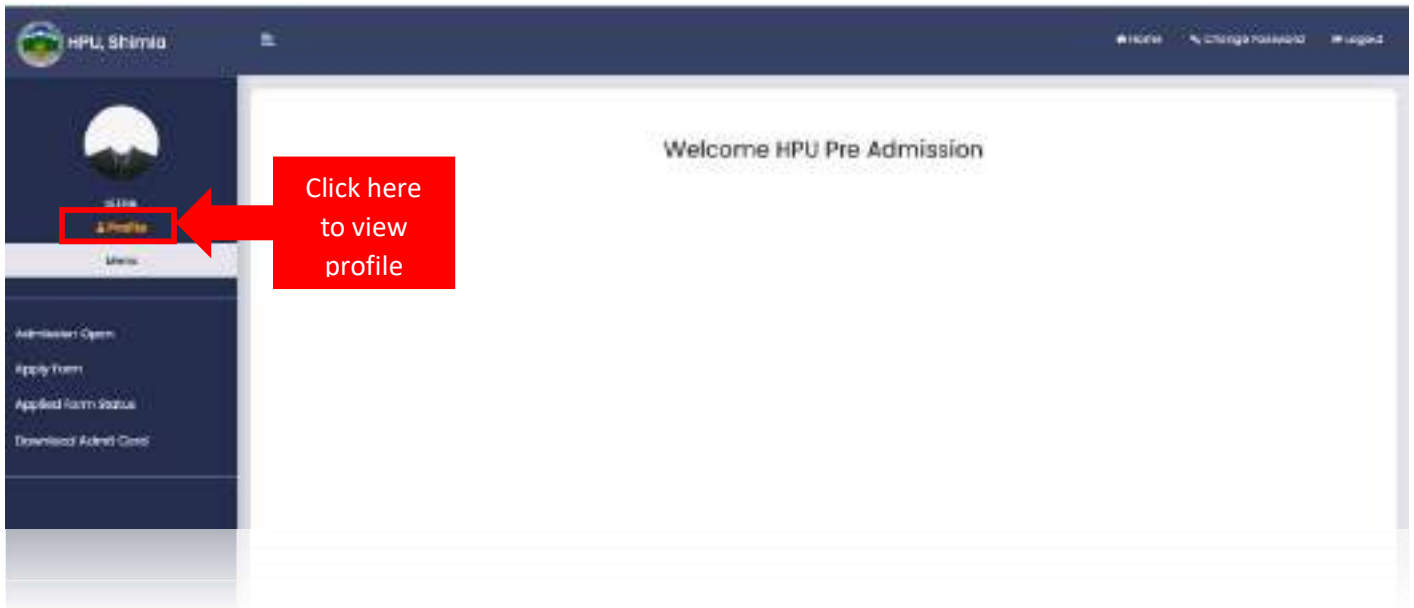 HPU, Shimla
Home Change Password Logout
Welcome HPU Pre Admission
Click here
to view
profile
Profile
Menu
Admission Open
Apply Form
Applied Form Status
Download Admit Card